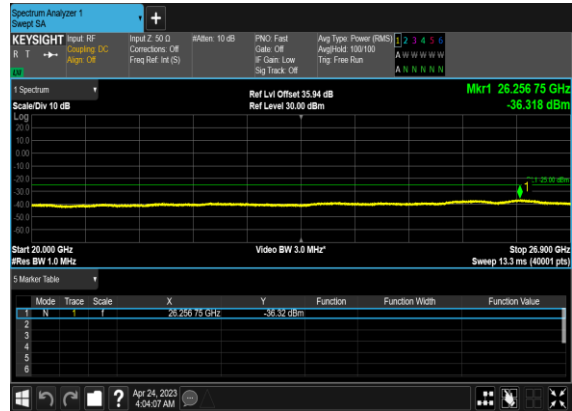 Spectrum Analyzer 1
Swept SA
KEYSIGHT Input: RF Input Z: 50 Ω #Atten: 10 dB PNO: Fast Avg Type: Power (RMS) 1 2 3 4 5 6
R T Coupling: DC Corrections: Off Gate: Off Avg|Hold: 100/100 A W W W W W
Align: Off Freq Ref: Int (S) IF Gain: Low Trig: Free Run
LW Sig Track: Off A N N N N N
1 Spectrum Ref Lvl Offset 35.94 dB Mkr1 26.256 75 GHz
Scale/Div 10 dB Ref Level 30.00 dBm -36.318 dBm
Log
20.0
10.0
0.00
-10.0
-20.0
DL1 -25.00 dBm
1
-30.0
-40.0
-50.0
-60.0
Start 20.000 GHz Video BW 3.0 MHz* Stop 26.900 GHz
#Res BW 1.0 MHz Sweep 13.3 ms (40001 pts)
5 Marker Table
Mode Trace Scale X Y Function Function Width Function Value
1 N 1 f 26.256 75 GHz -36.32 dBm
2
3
4
5
6
? Apr 24, 2023
4:04:07 AM